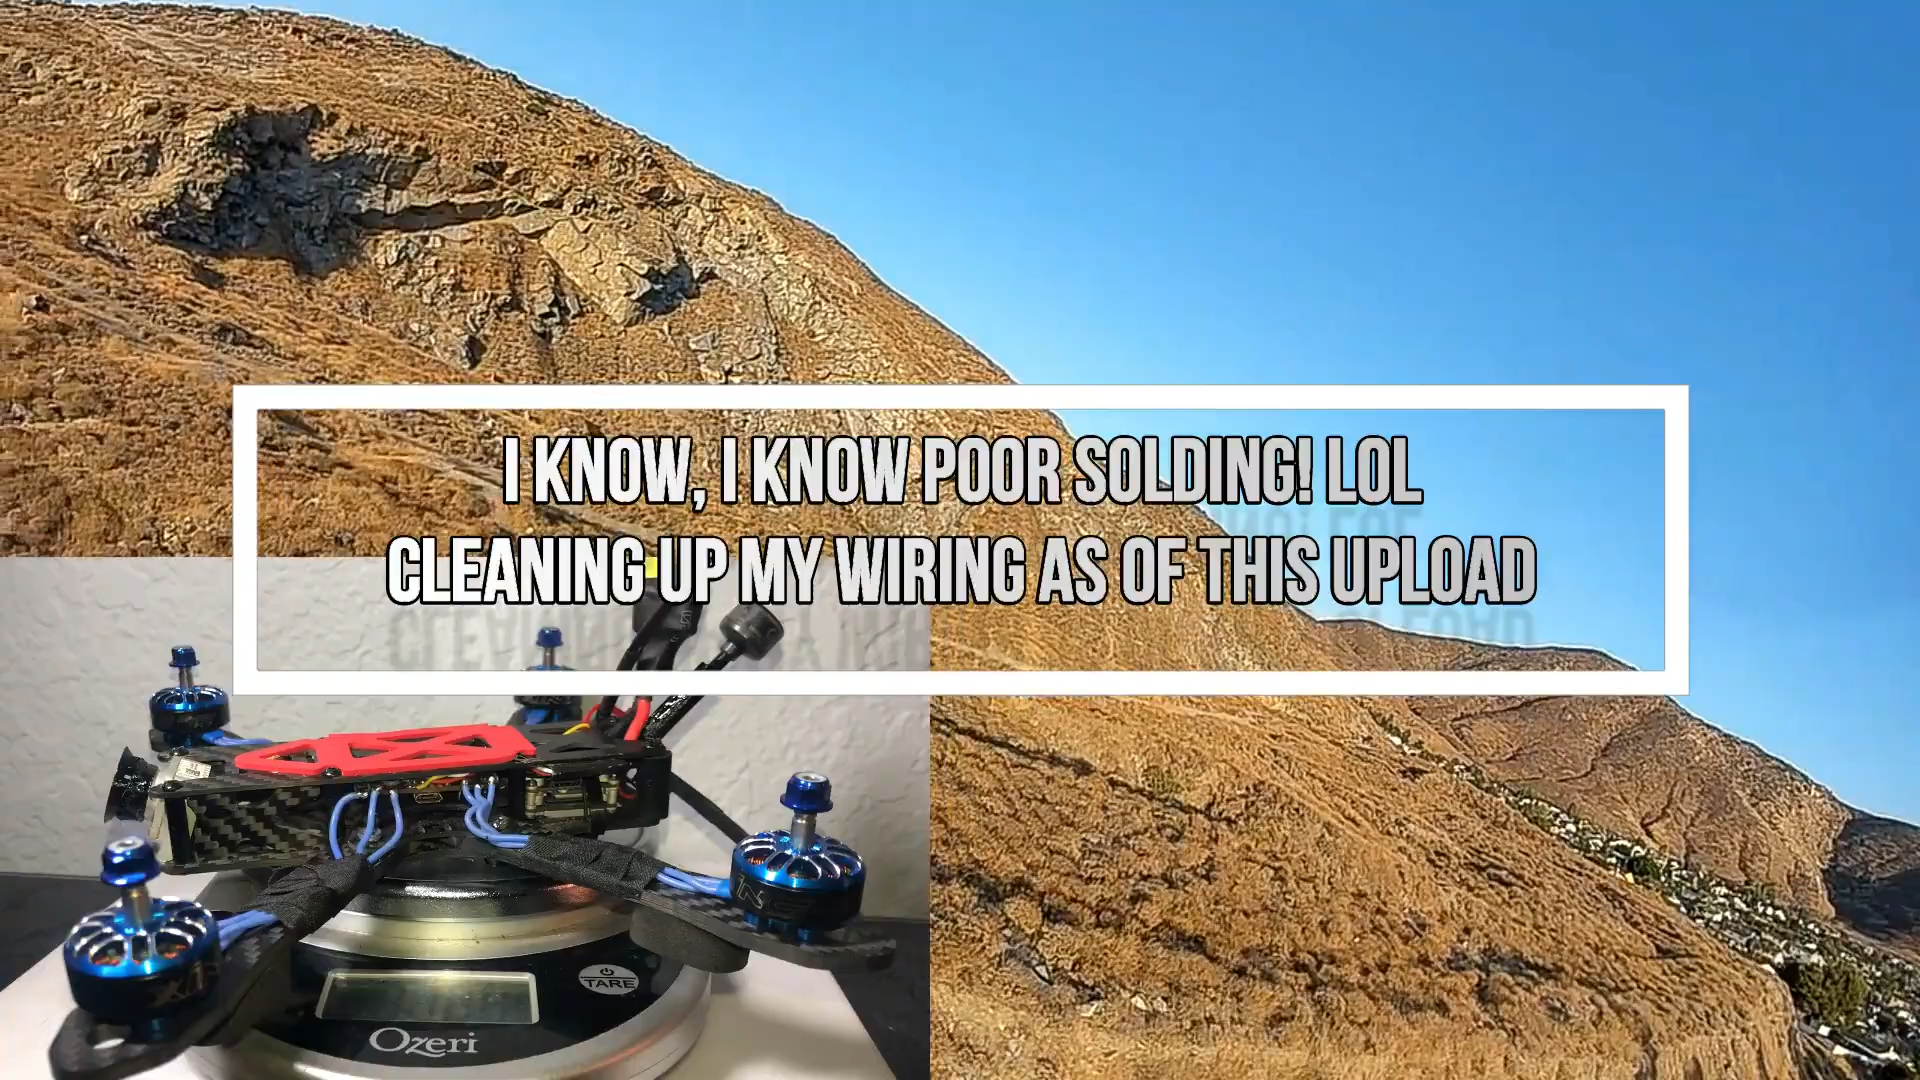 I KNOW, I KNOW POOR SOLDING! LOL
CLEANING UP MY WIRING AS OF THIS UPLOAD
TARE
Ozeri